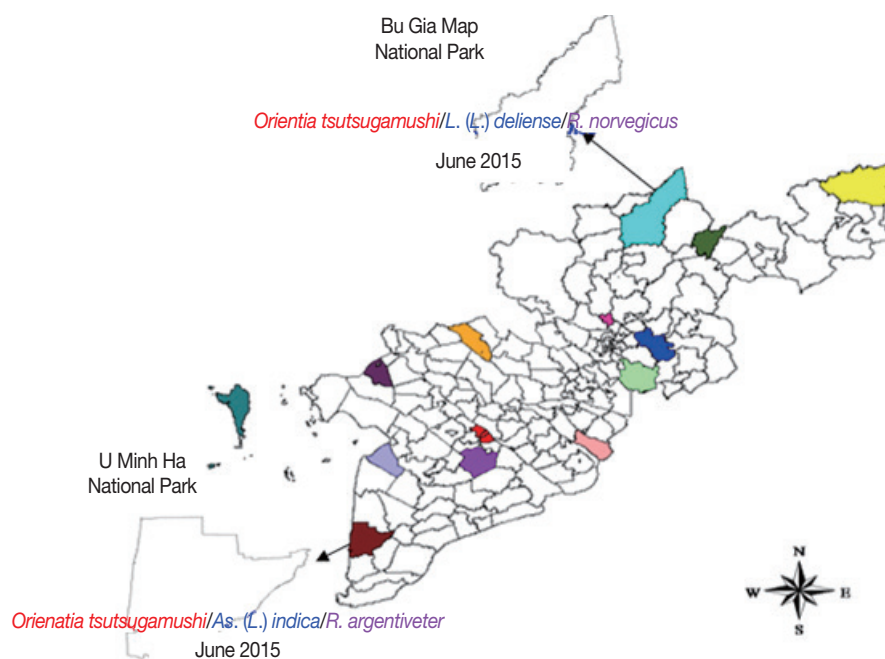 Bu Gia Map
National Park
Orientia tsutsugamushi/L. (L.) deliense/R. norvegicus
June 2015
U Minh Ha
National Park
Orienatia tsutsugamushi/As. (L.) indica/R. argentiveter
June 2015
N
W E
S